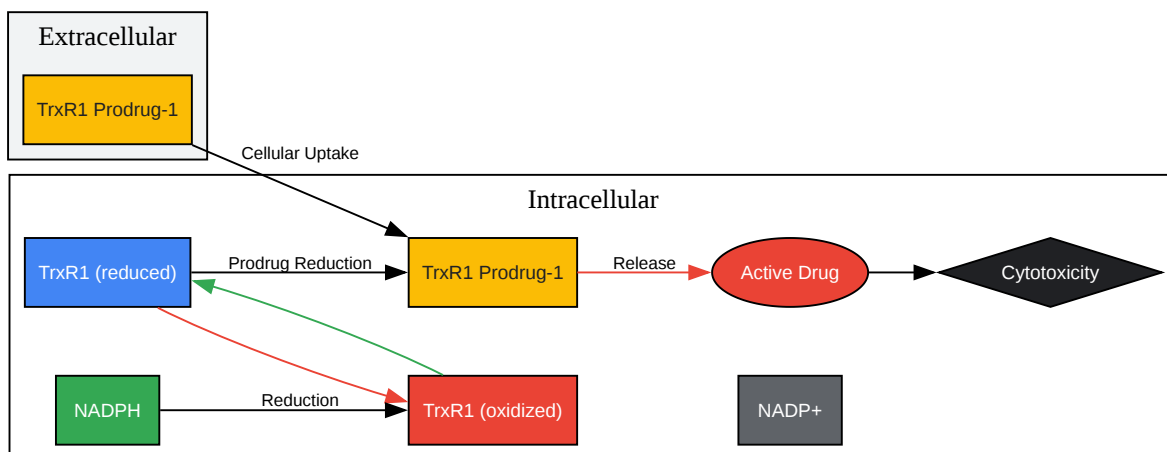 Extracellular
TrxR1 Prodrug-1
Cellular Uptake
Intracellular
TrxR1 (reduced)
Prodrug Reduction
TrxR1 Prodrug-1
Release
Active Drug
Cytotoxicity
NADPH
Reduction
TrxR1 (oxidized)
NADP+